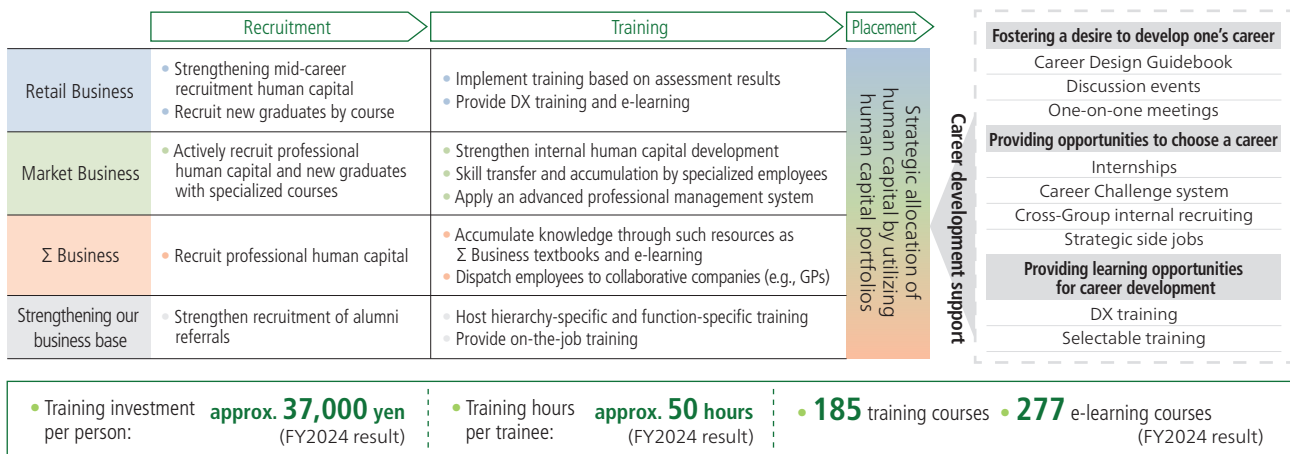 Recruitment
Training
Placement
Retail Business
• Strengthening mid-career
recruitment human capital
• Recruit new graduates by course
• Implement training based on assessment results
• Provide DX training and e-learning
Market Business
• Actively recruit professional
human capital and new graduates
with specialized courses
• Strengthen internal human capital development
• Skill transfer and accumulation by specialized employees
• Apply an advanced professional management system
Σ Business
• Recruit professional human capital
• Accumulate knowledge through such resources as
Σ Business textbooks and e-learning
• Dispatch employees to collaborative companies (e.g., GPs)
Strengthening our
business base
• Strengthen recruitment of alumni
referrals
• Host hierarchy-specific and function-specific training
• Provide on-the-job training
Strategic allocation of
human capital by utilizing
human capital portfolios
Career development support
Fostering a desire to develop one's career
Career Design Guidebook
Discussion events
One-on-one meetings
Providing opportunities to choose a career
Internships
Career Challenge system
Cross-Group internal recruiting
Strategic side jobs
Providing learning opportunities
for career development
DX training
Selectable training
• Training investment
per person:
approx. 37,000 yen
(FY2024 result)
• Training hours
per trainee:
approx. 50 hours
(FY2024 result)
• 185 training courses • 277 e-learning courses
(FY2024 result)